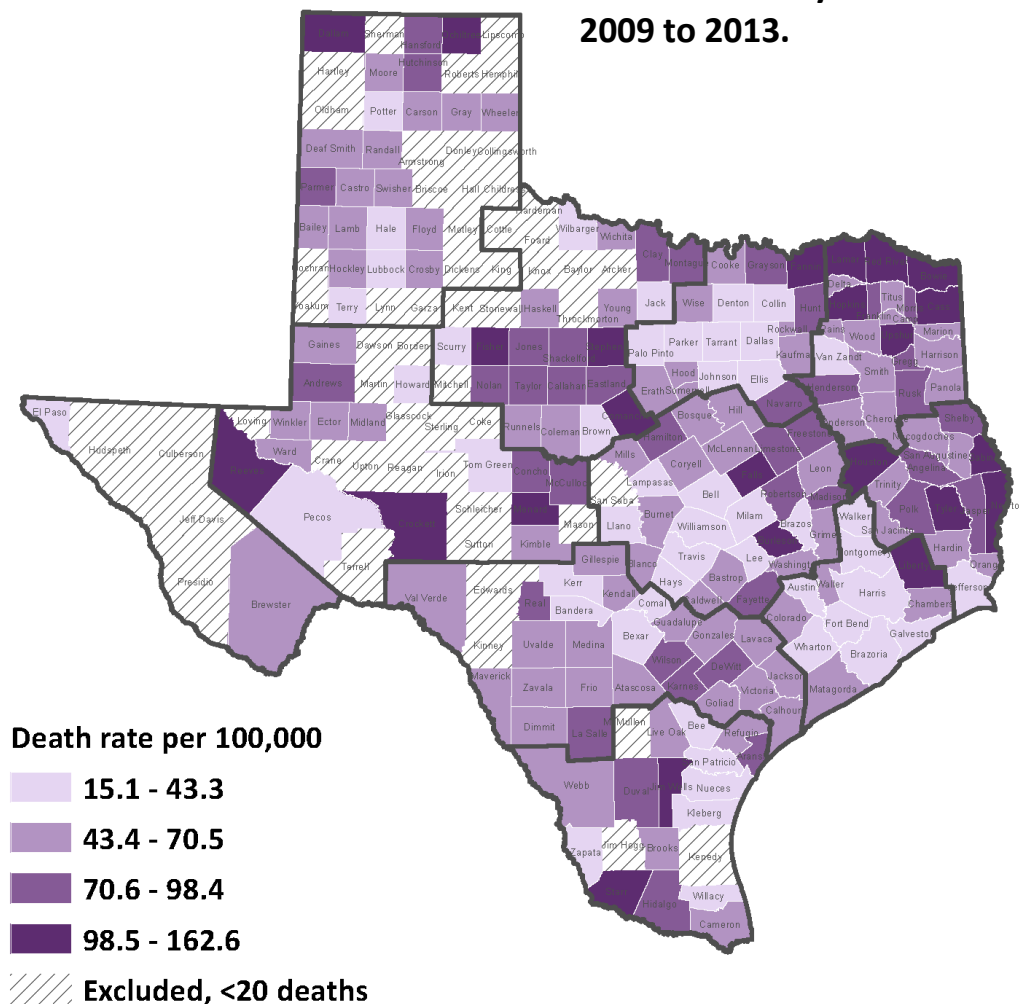 2009 to 2013.
Sherman Hansford Lipscomb
Hutchinson
Hartley Moore Roberts Hemphill
Oldham Potter Carson Gray Wheeler
Deaf Smith Randall Armstrong Donley Collingsworth
Parmer Castro Swisher Briscoe Hall Childress
Bailey Lamb Hale Floyd Motley Cottle Hardeman Foard Wilbarger Wichita Clay Montague Cooke Grayson
Cochran Hockley Lubbock Crosby Dickens King Knox Baylor Archer
Yoakum Terry Lynn Garza Kent Stonewall Haskell Throckmorton Young Jack Wise Denton Collin Hunt Delta Titus
Gaines Dawson Borden Scurry Jones Shackelford Palo Pinto Parker Tarrant Dallas Rockwall Kaufman Van Zandt Wood Camp Marion Harrison
Andrews Martin Howard Mitchell Nolan Taylor Callahan Eastland Erath Hood Somervell Johnson Ellis Henderson Smith Gregg Rusk Panola
El Paso Hudspeth Culberson Loving Winkler Ector Midland Glasscock Sterling Coke Runnels Coleman Brown Hamilton Bosque Hill Navarro Freestone Anderson Cherokee Nacogdoches Shelby
Ward Crane Upton Reagan Irion Tom Green Concho McCulloch Mills Coryell McLennan Limestone Leon Trinity Angelina San Augustine
Jeff Davis Pecos Schleicher Mason San Saba Lampasas Bell Robertson Madison Polk
Sutton Kimble Llano Burnet Williamson Milam Brazos Grimes Walker San Jacinto Hardin
Presidio Terrell Gillespie Blanco Travis Lee Washington Montgomery Orange
Brewster Val Verde Edwards Real Kerr Kendall Hays Bastrop Austin Waller Harris Jefferson
Kinney Bandera Comal Caldwell Fayette Colorado Fort Bend Chambers
Uvalde Medina Bexar Guadalupe Gonzales Lavaca Wharton Brazoria Galveston
Maverick Zavala Frio Atascosa Wilson Karnes DeWitt Victoria Jackson Matagorda
Dimmit La Salle McMullen Live Oak Bee Goliad Refugio Calhoun
Webb Duval San Patricio Nueces
Kleberg
Zapata Jim Hogg Brooks Kenedy
Hidalgo Willacy
Cameron
Death rate per 100,000
15.1 - 43.3
43.4 - 70.5
70.6 - 98.4
98.5 - 162.6
Excluded, <20 deaths